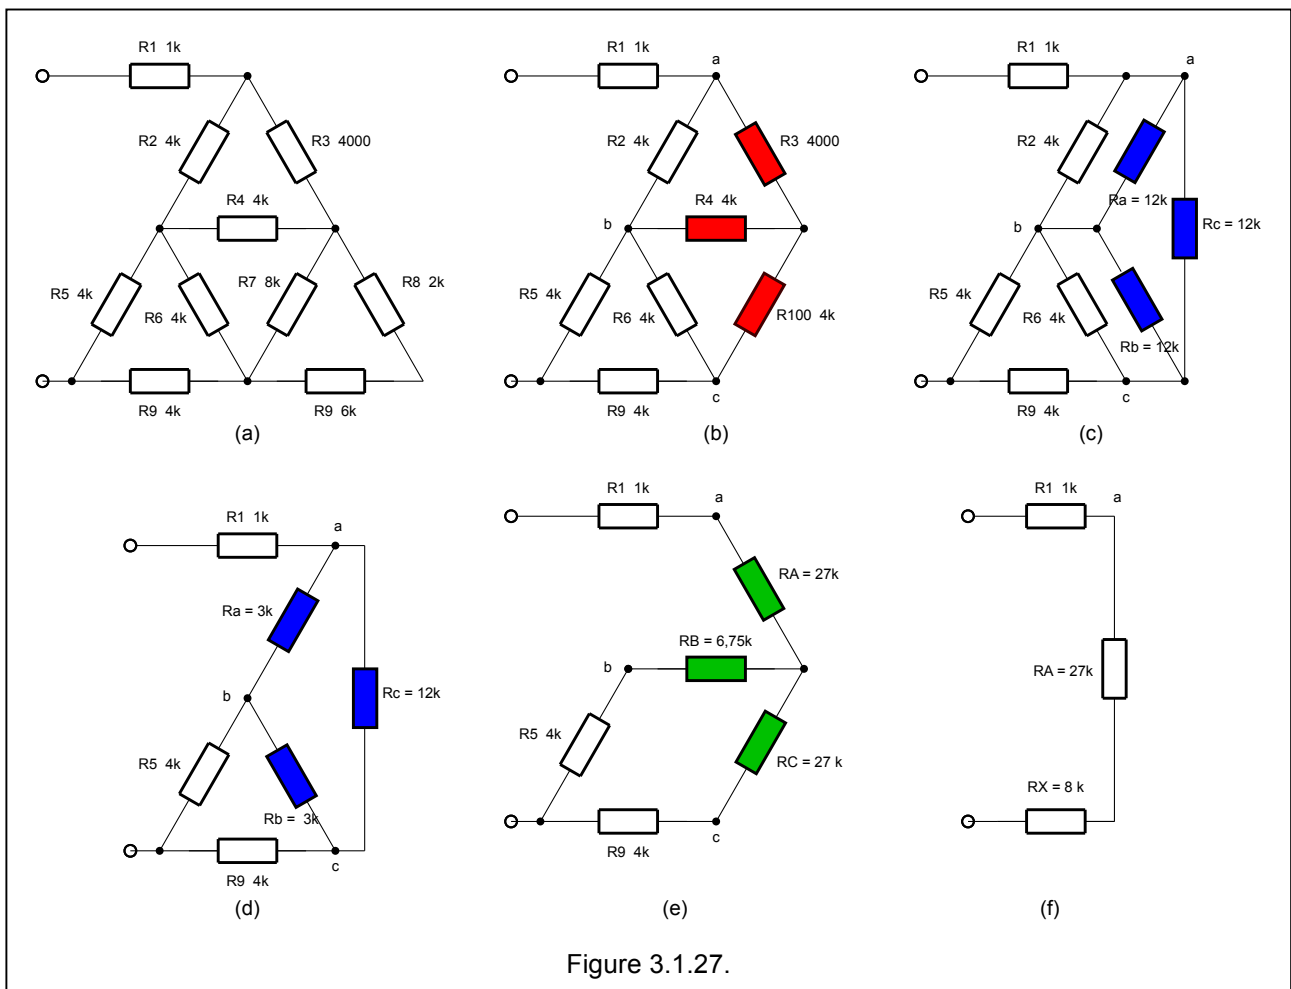 R1 1k
R2 4k
R3 4000
R4 4k
R5 4k
R6 4k
R7 8k
R8 2k
R9 4k
R9 6k
(a)
R1 1k
a
R2 4k
R3 4000
R4 4k
b
R5 4k
R6 4k
R100 4k
R9 4k
c
(b)
R1 1k
a
R2 4k
Ra = 12k
Rc = 12k
b
R5 4k
R6 4k
Rb = 12k
R9 4k
c
(c)
R1 1k
a
Ra = 3k
Rc = 12k
b
R5 4k
Rb = 3k
R9 4k
c
(d)
R1 1k
a
RA = 27k
RB = 6,75k
b
R5 4k
RC = 27 k
R9 4k
c
(e)
R1 1k
a
RA = 27k
RX = 8 k
(f)
Figure 3.1.27.